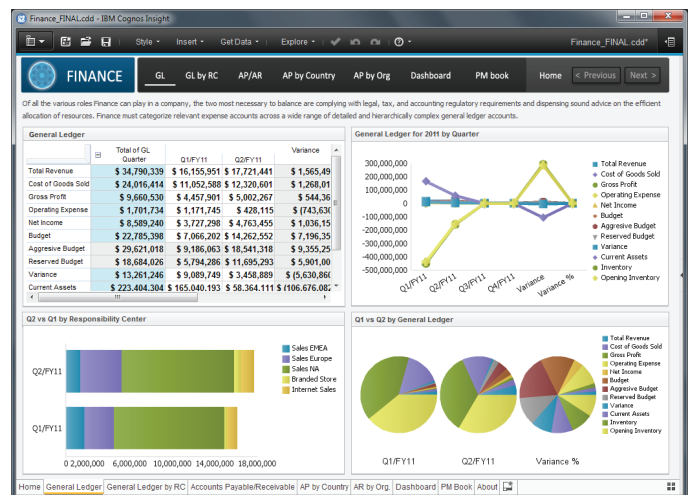 Finance_FINAL.cdd - IBM Cognos Insight
Style Insert Get Data Explore Finance_FINAL.cdd*
FINANCE GL GL by RC AP/AR AP by Country AP by Org Dashboard PM book Home < Previous Next >
Of all the various roles Finance can play in a company, the two most necessary to balance are complying with legal, tax, and accounting regulatory requirements and dispensing sound advice on the efficient
allocation of resources. Finance must categorize relevant expense accounts across a wide range of detailed and hierarchically complex general ledger accounts.
General Ledger
Total of GL Quarter Q1/FY11 Q2/FY11 Variance
Total Revenue $ 34,790,339 $ 16,155,951 $ 17,721,441 $ 1,565,49
Cost of Goods Sold $ 24,016,414 $ 11,052,588 $ 12,320,601 $ 1,268,01
Gross Profit $ 9,660,530 $ 4,457,901 $ 5,002,267 $ 544,36
Operating Expense $ 1,701,734 $ 1,171,745 $ 428,115 $ (743,630
Net Income $ 8,589,240 $ 3,727,298 $ 4,763,455 $ 1,036,15
Budget $ 22,785,398 $ 7,066,202 $ 14,262,552 $ 7,196,35
Aggresive Budget $ 29,621,018 $ 9,186,063 $ 18,541,318 $ 9,355,25
Reserved Budget $ 18,684,026 $ 5,794,286 $ 11,695,293 $ 5,901,00
Variance $ 13,261,246 $ 9,089,749 $ 3,458,889 $ (5,630,860
Current Assets $ 223,404,304 $ 165,040,193 $ 58,364,111 $ (106,676,082
General Ledger for 2011 by Quarter
300,000,000
200,000,000
100,000,000
0
-100,000,000
-200,000,000
-300,000,000
-400,000,000
-500,000,000
Q1/FY11 Q2/FY11 Q3/FY11 Q4/FY11 Variance Variance %
Total Revenue
Cost of Goods Sold
Gross Profit
Operating Expense
Net Income
Budget
Aggresive Budget
Reserved Budget
Variance
Current Assets
Inventory
Opening Inventory
Q2 vs Q1 by Responsibility Center
Q2/FY11
Q1/FY11
0 2,000,000 6,000,000 10,000,000 14,000,000 18,000,000
Sales EMEA
Sales Europe
Sales NA
Branded Store
Internet Sales
Q1 vs Q2 by General Ledger
Q1/FY11 Q2/FY11 Variance %
Total Revenue
Cost of Goods Sold
Gross Profit
Operating Expense
Net Income
Budget
Aggresive Budget
Reserved Budget
Variance
Current Assets
Inventory
Opening Inventory
Home General Ledger General Ledger by RC Accounts Payable/Receivable AP by Country AR by Org. Dashboard PM Book About